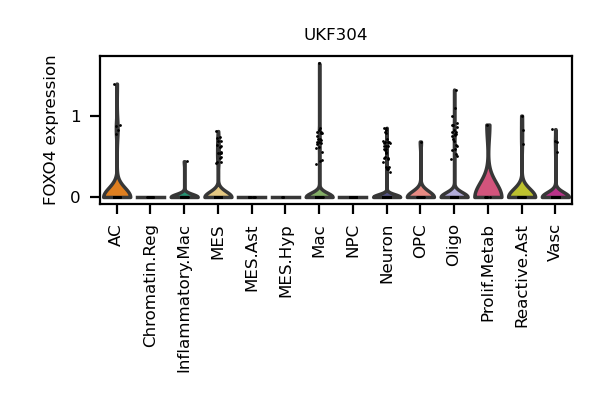 UKF304
FOXO4 expression
1
0
AC
Chromatin.Reg
Inflammatory.Mac
MES
MES.Ast
MES.Hyp
Mac
NPC
Neuron
OPC
Oligo
Prolif.Metab
Reactive.Ast
Vasc